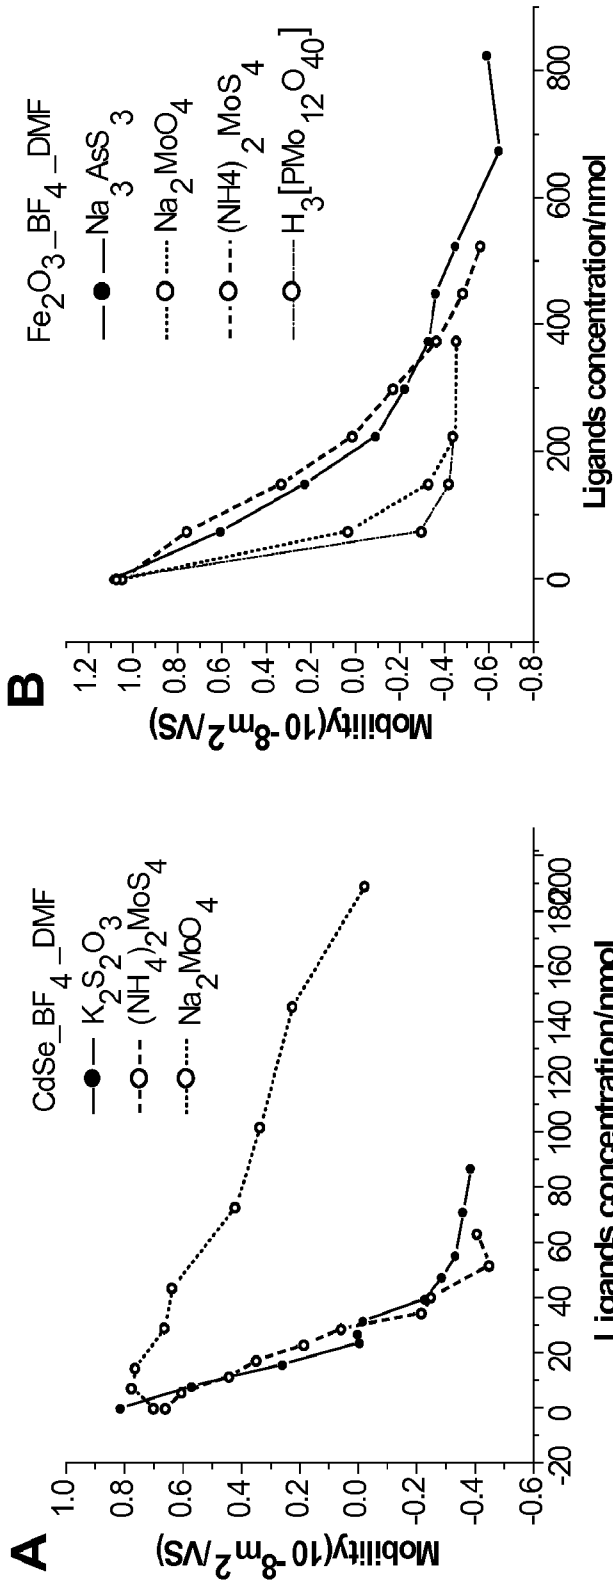 A
CdSe_BF4_DMF
K2S2O3
(NH4)2MoS4
Na2MoO4
1.0
0.8
0.6
0.4
0.2
0.0
-0.2
-0.4
-0.6
Mobility(10-8m2/VS)
-20 0 20 40 60 80 100 120 140 160 180 200
Ligands concentration/nmol
B
Fe2O3_BF4_DMF
Na3AsS3
Na2MoO4
(NH4)2MoS4
H3[PMo12O40]
1.2
1.0
0.8
0.6
0.4
0.2
0.0
-0.2
-0.4
-0.6
-0.8
Mobility(10-8m2/VS)
0 200 400 600 800
Ligands concentration/nmol